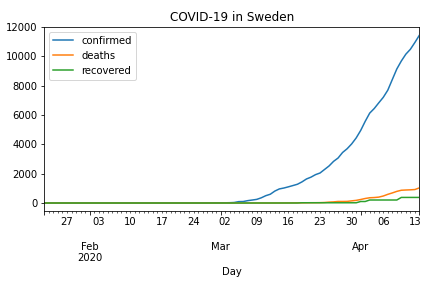 COVID-19 in Sweden
confirmed
deaths
recovered
12000
10000
8000
6000
4000
2000
0
27 03 10 17 24 02 09 16 23 30 06 13
Feb Mar Apr
2020
Day